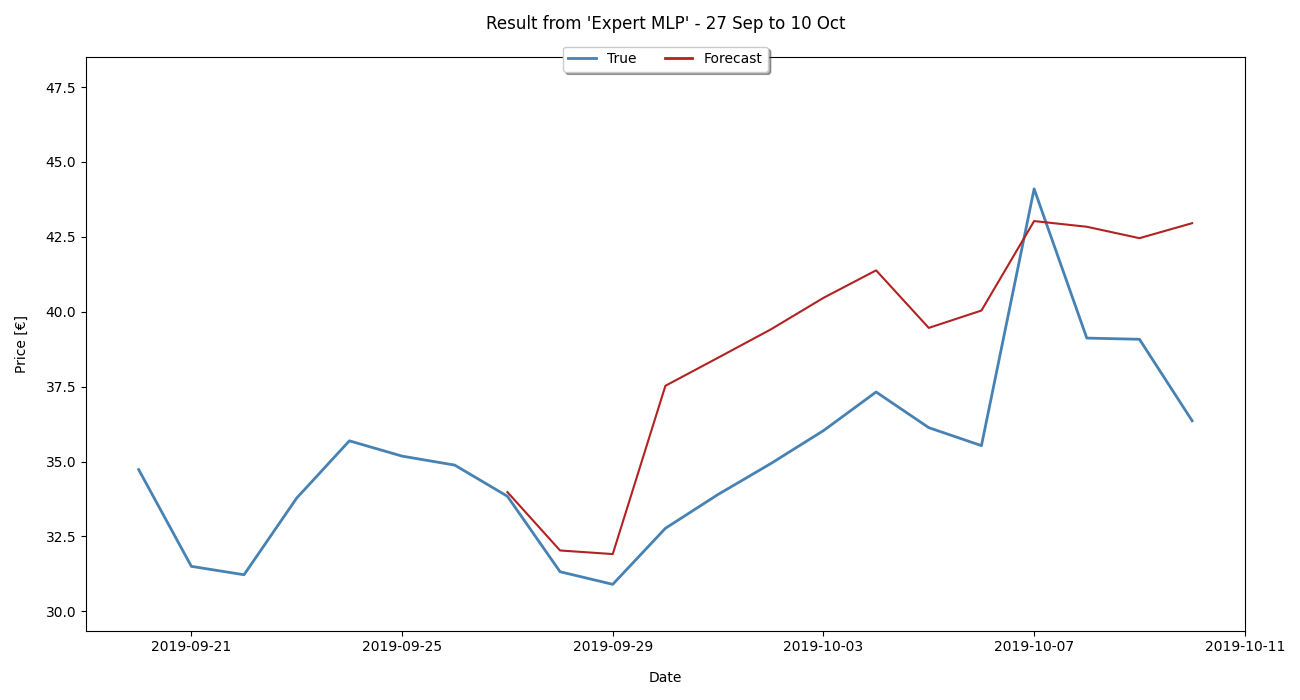 Result from 'Expert MLP' - 27 Sep to 10 Oct
True Forecast
47.5
45.0
42.5
40.0
37.5
35.0
32.5
30.0
Price [€]
2019-09-21 2019-09-25 2019-09-29 2019-10-03 2019-10-07 2019-10-11
Date